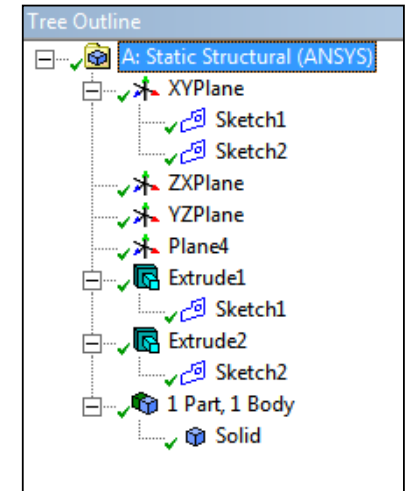 Tree Outline
A: Static Structural (ANSYS)
XYPlane
Sketch1
Sketch2
ZXPlane
YZPlane
Plane4
Extrude1
Sketch1
Extrude2
Sketch2
1 Part, 1 Body
Solid